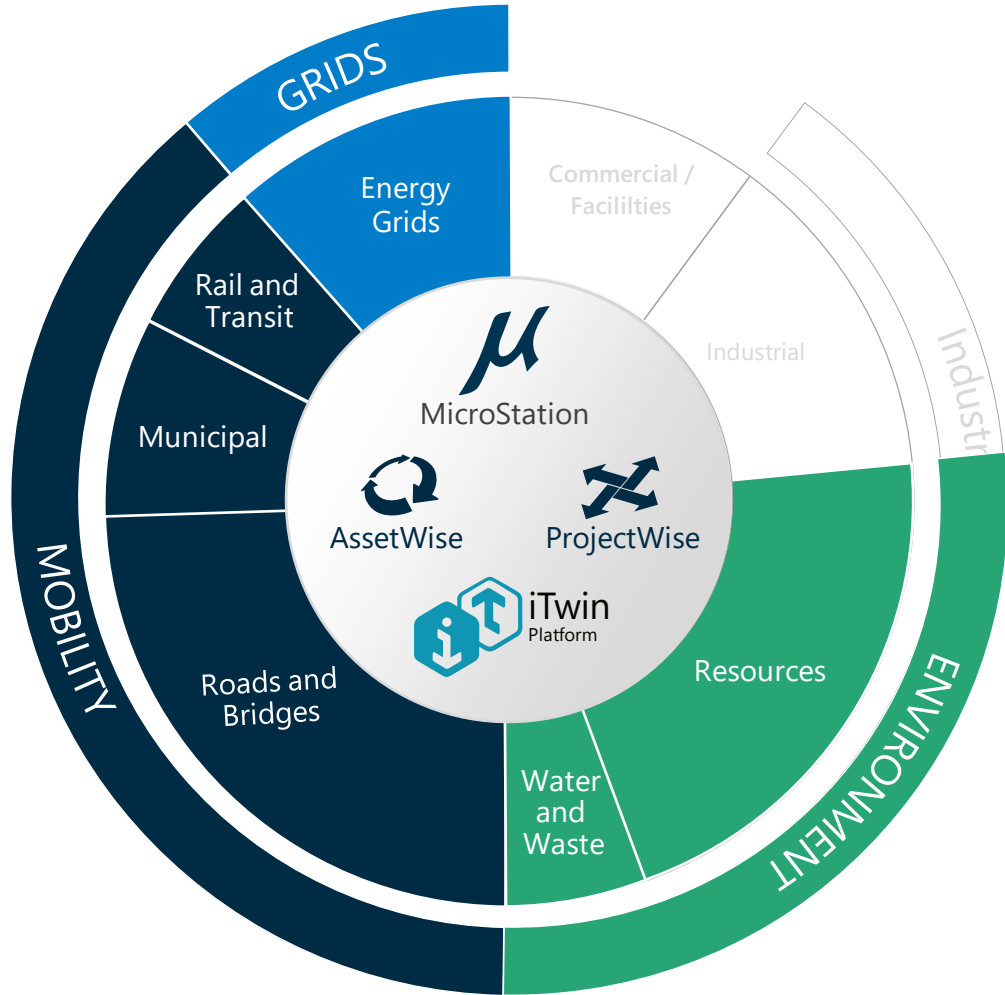 GRIDS
Energy
Grids
Commercial /
Facililties
Rail and
Transit
Industrial
Industr
Municipal
MicroStation
AssetWise
ProjectWise
iTwin
Platform
MOBILITY
Roads and
Bridges
Resources
Water
and
Waste
ENVIRONMENT